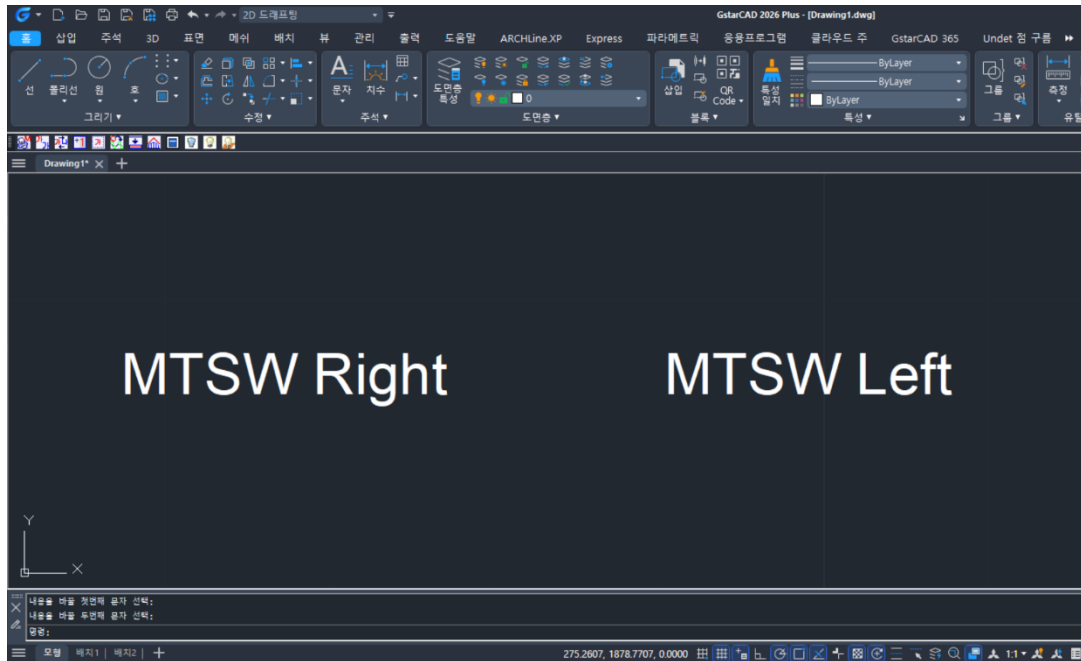 2D 드래프팅
GstarCAD 2026 Plus - [Drawing1.dwg]
홈 삽입 주석 3D 표면 메쉬 배치 뷰 관리 출력 도움말 ARCHLine.XP Express 파라메트릭 응용프로그램 클라우드 주 GstarCAD 365 Undet 점 구름
선 폴리선 원 호
그리기
수정
문자 치수
주석
도면층 특성
0
도면층
삽입 QR Code
블록
특성 일치
ByLayer
ByLayer
ByLayer
특성
그룹
그룹
측정
유틸
Drawing1*
MTSW Right MTSW Left
Y
X
내용을 바꿀 첫번째 문자 선택:
내용을 바꿀 두번째 문자 선택:
명령:
모형 배치1 배치2
275.2607, 1878.7707, 0.0000
1:1